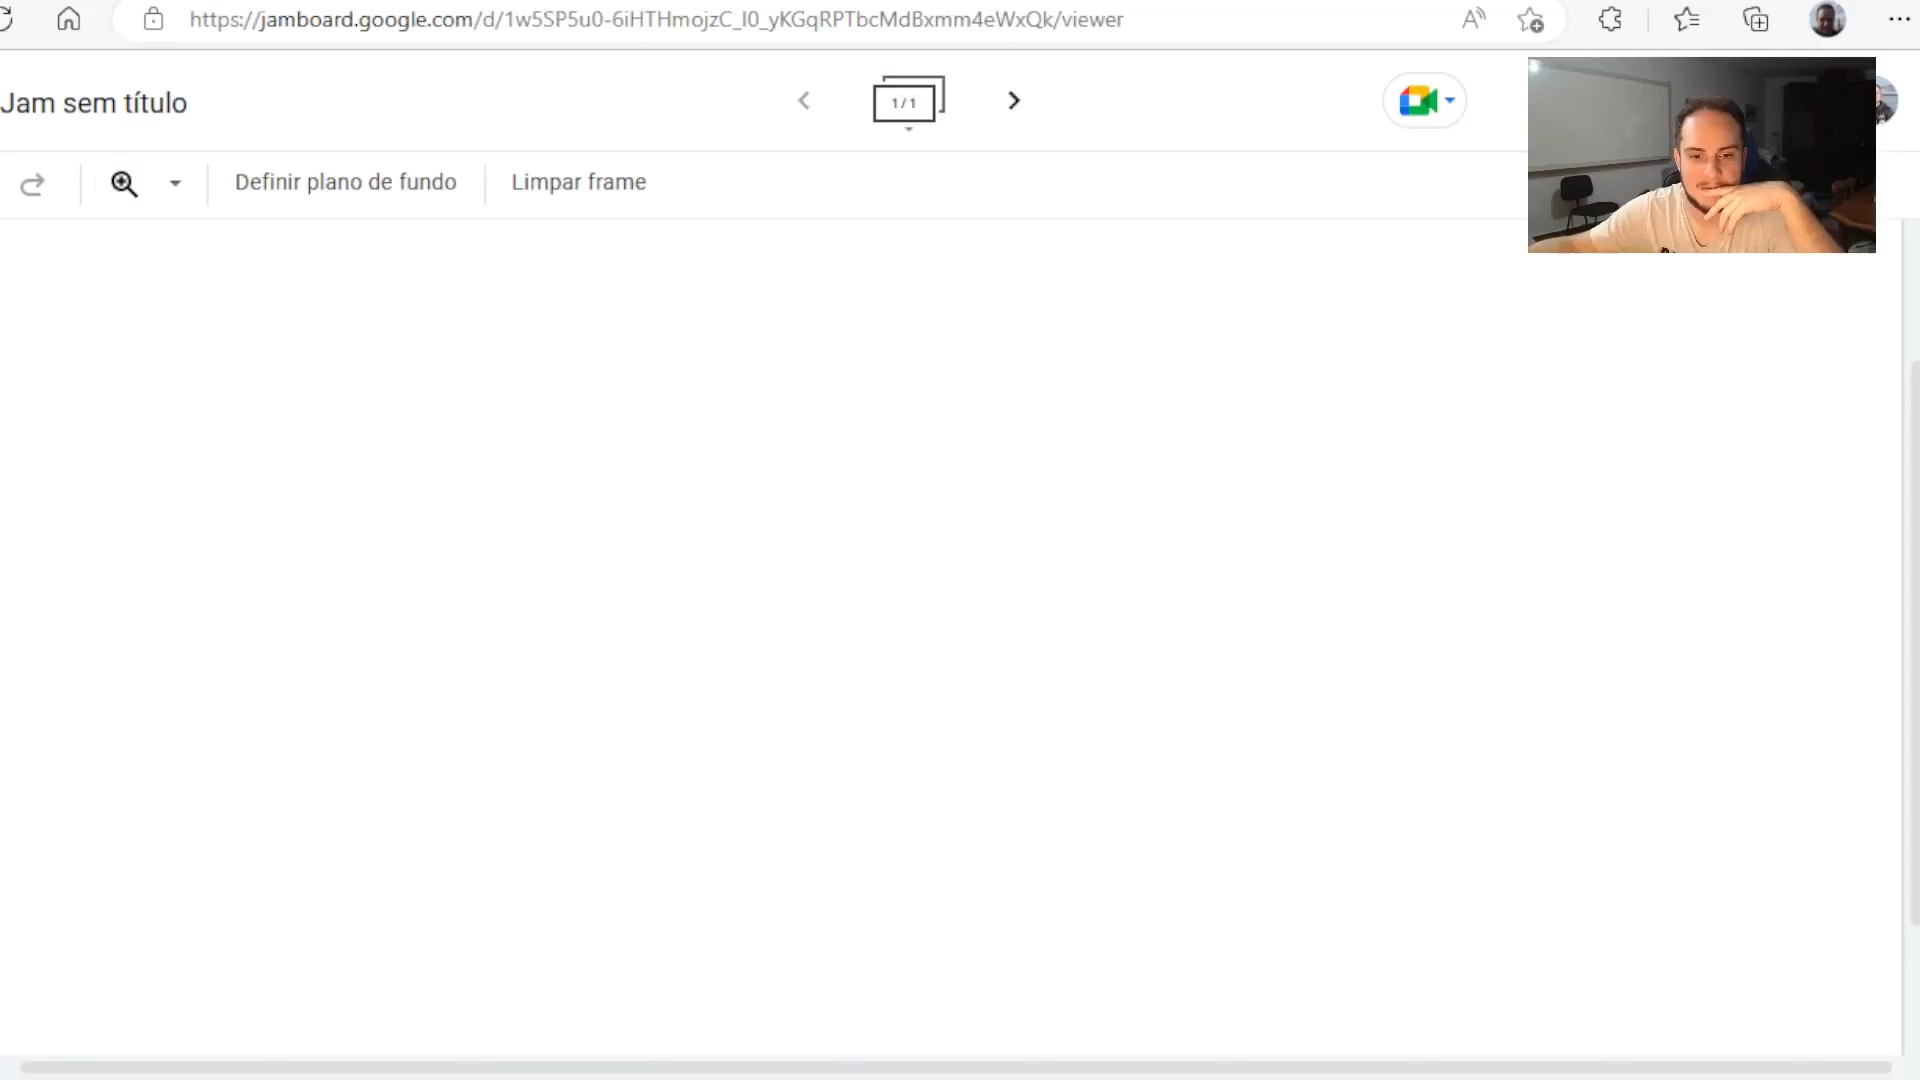 https://jamboard.google.com/d/1w5SP5u0-6iHTHmojzC_I0_yKGqRPTbcMdBxmm4eWxQk/viewer
Jam sem título
1/1
Definir plano de fundo
Limpar frame